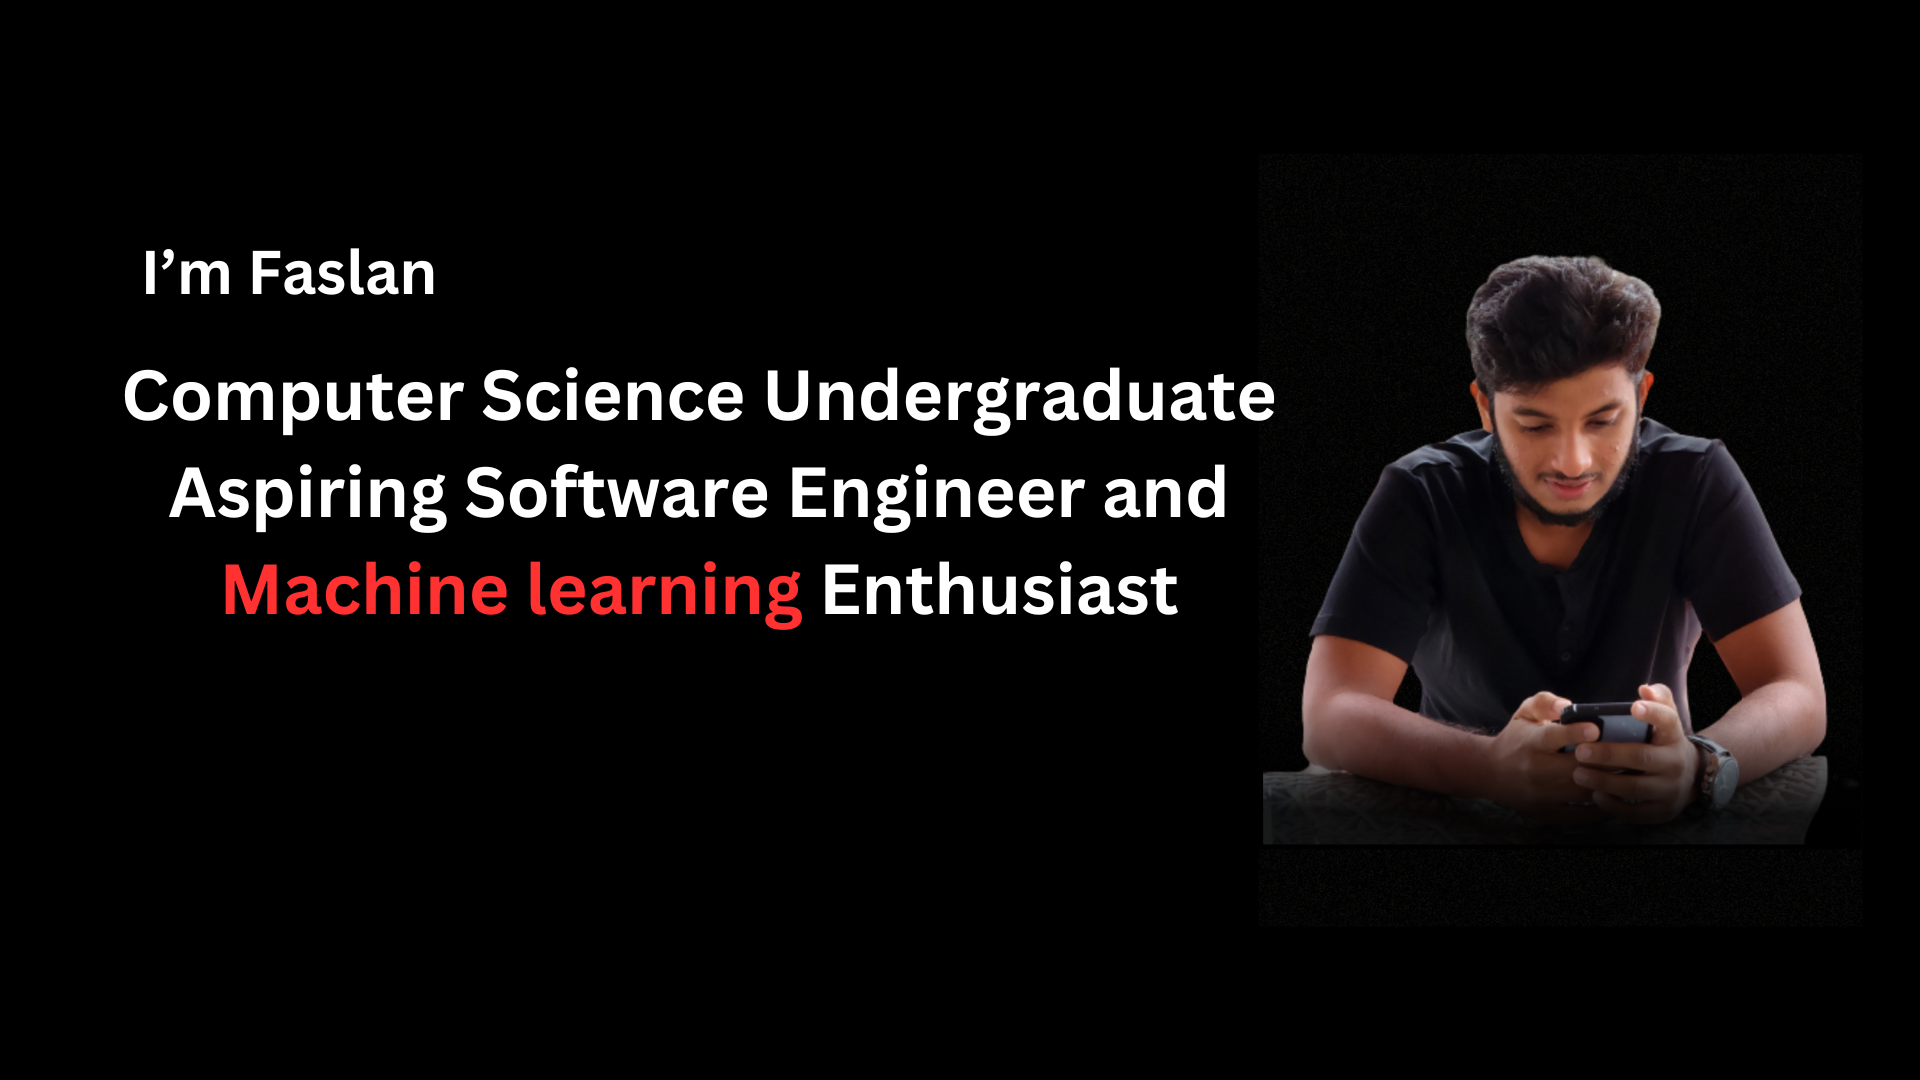 I’m Faslan
Computer Science Undergraduate
Aspiring Software Engineer and
Machine learning Enthusiast